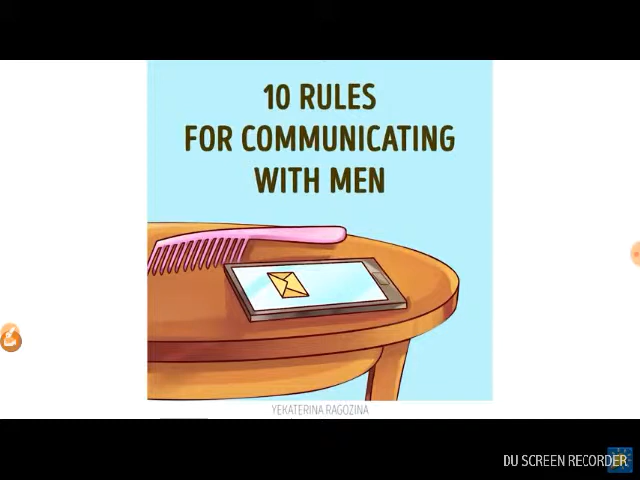 10 RULES
FOR COMMUNICATING
WITH MEN
YEKATERINA RAGOZINA
DU SCREEN RECORDER